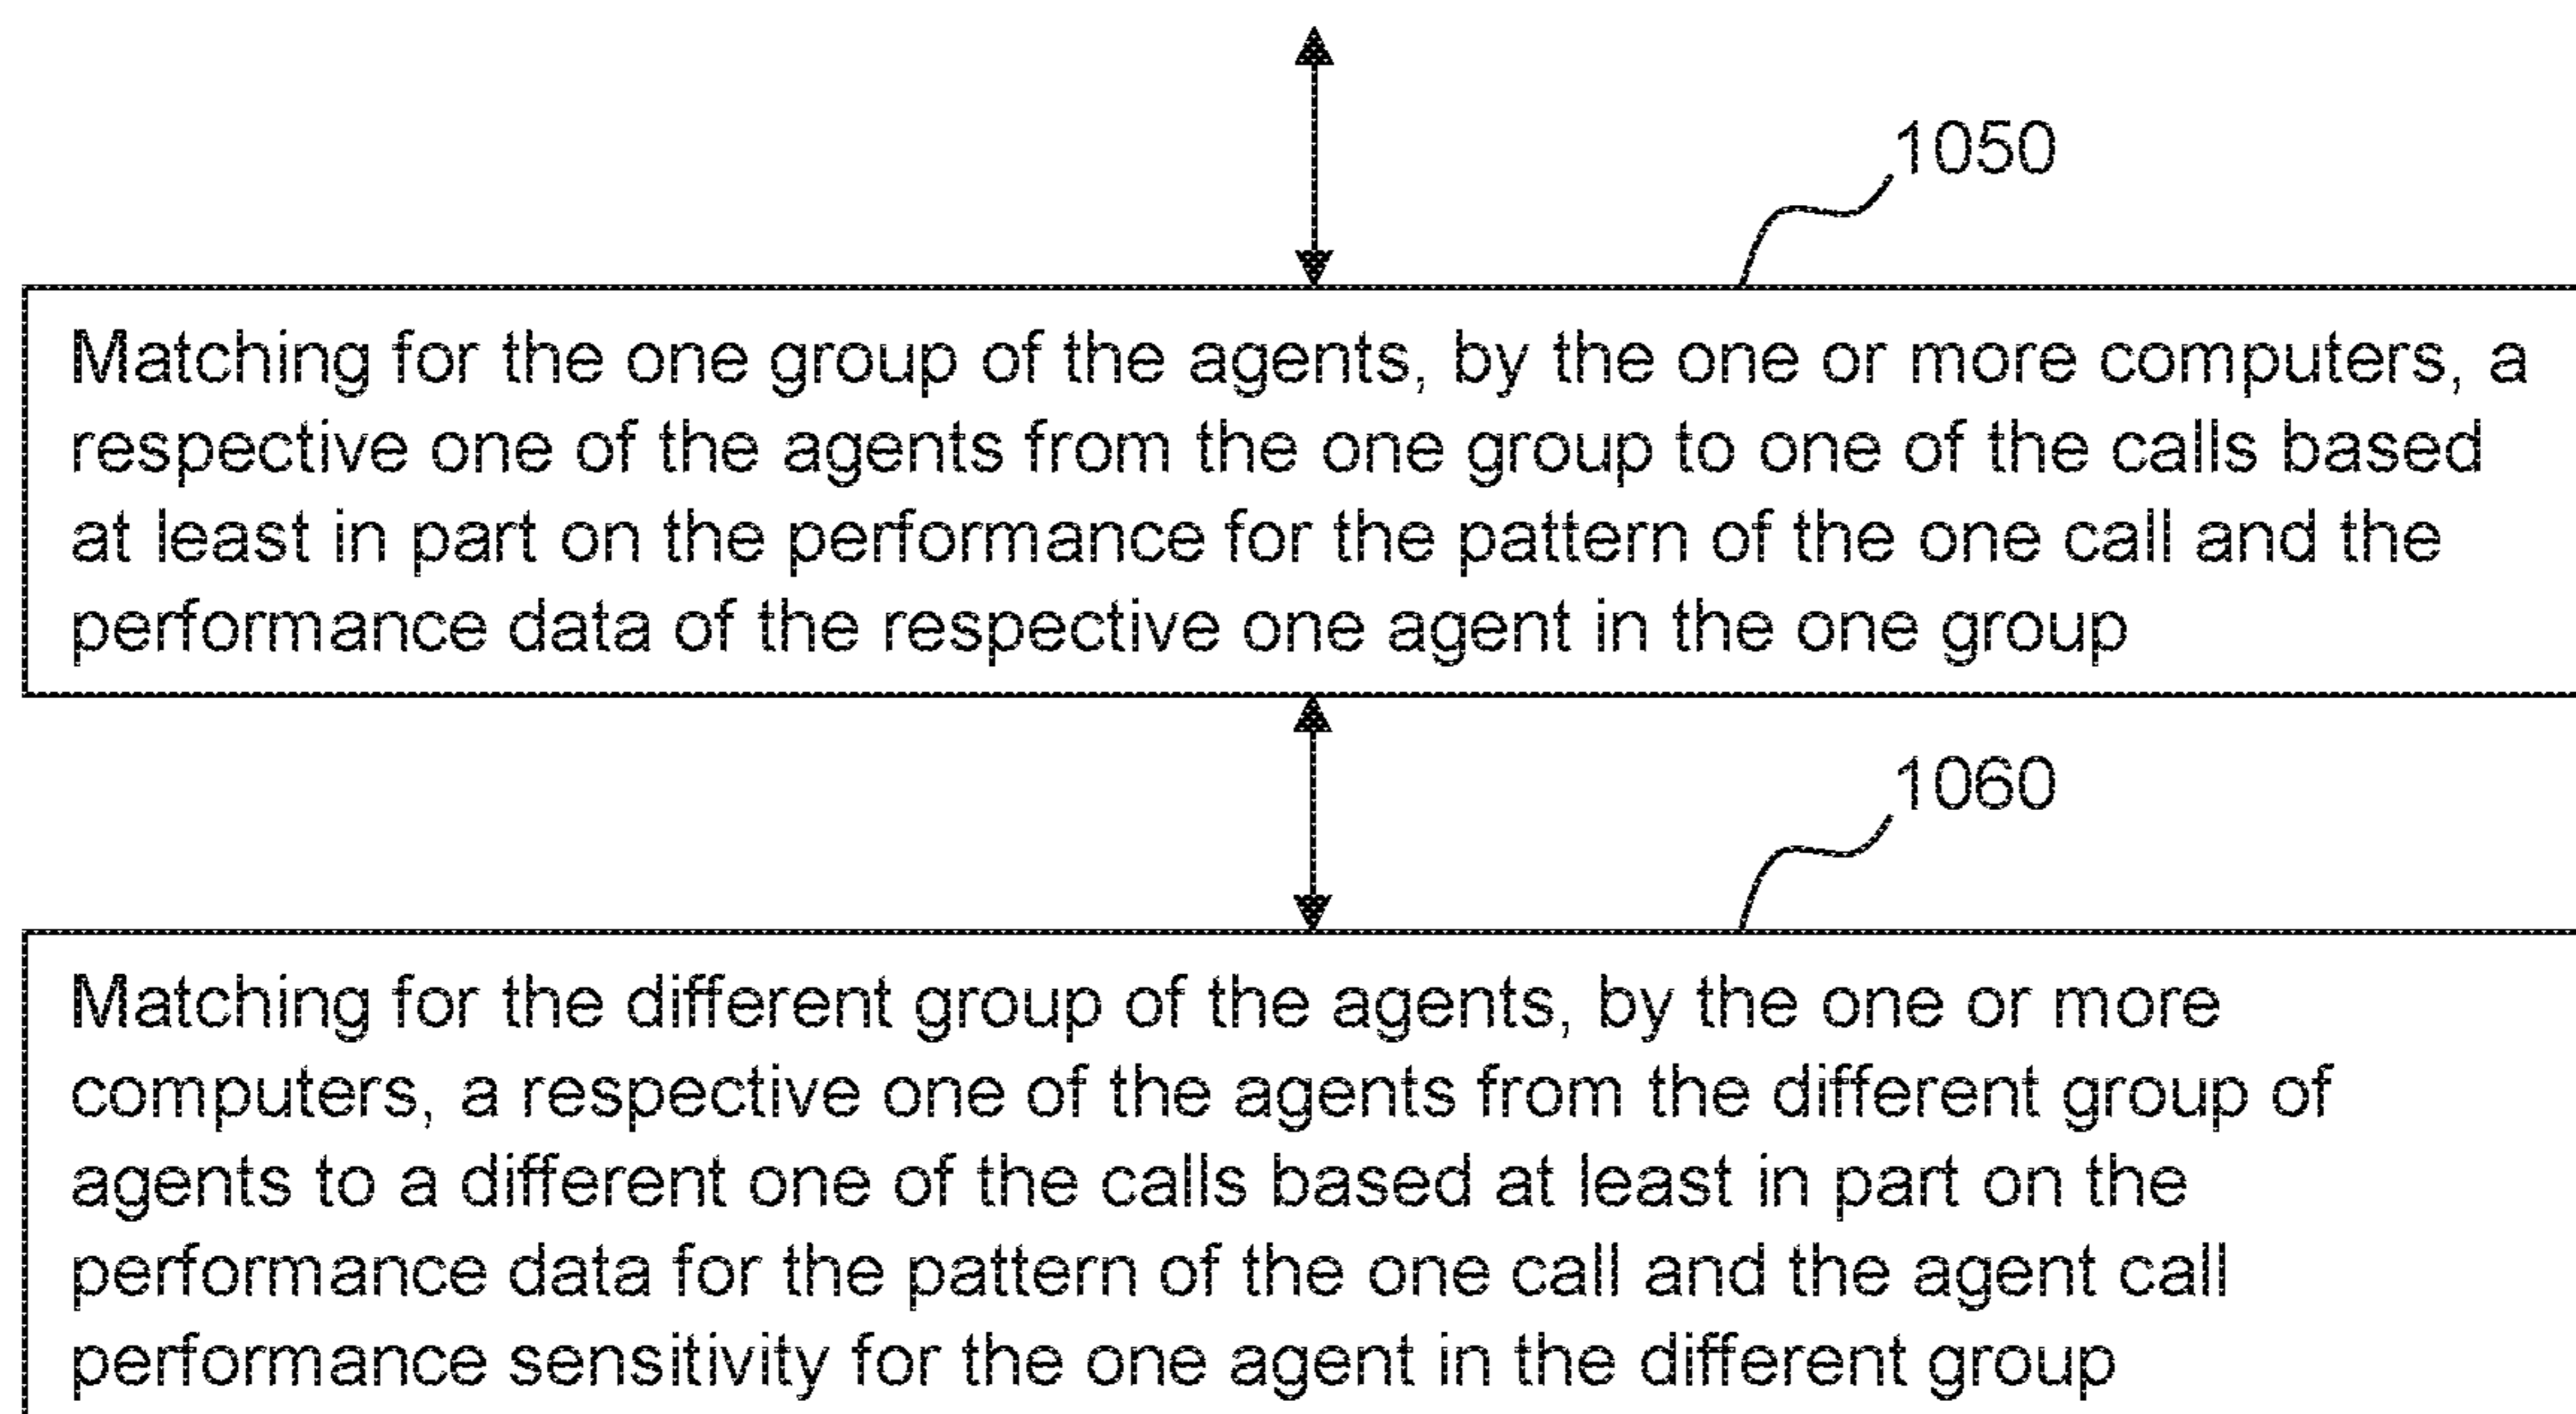 1050
Matching for the one group of the agents, by the one or more computers, a
respective one of the agents from the one group to one of the calls based
at least in part on the performance for the pattern of the one call and the
performance data of the respective one agent in the one group
1060
Matching for the different group of the agents, by the one or more
computers, a respective one of the agents from the different group of
agents to a different one of the calls based at least in part on the
performance data for the pattern of the one call and the agent call
performance sensitivity for the one agent in the different group